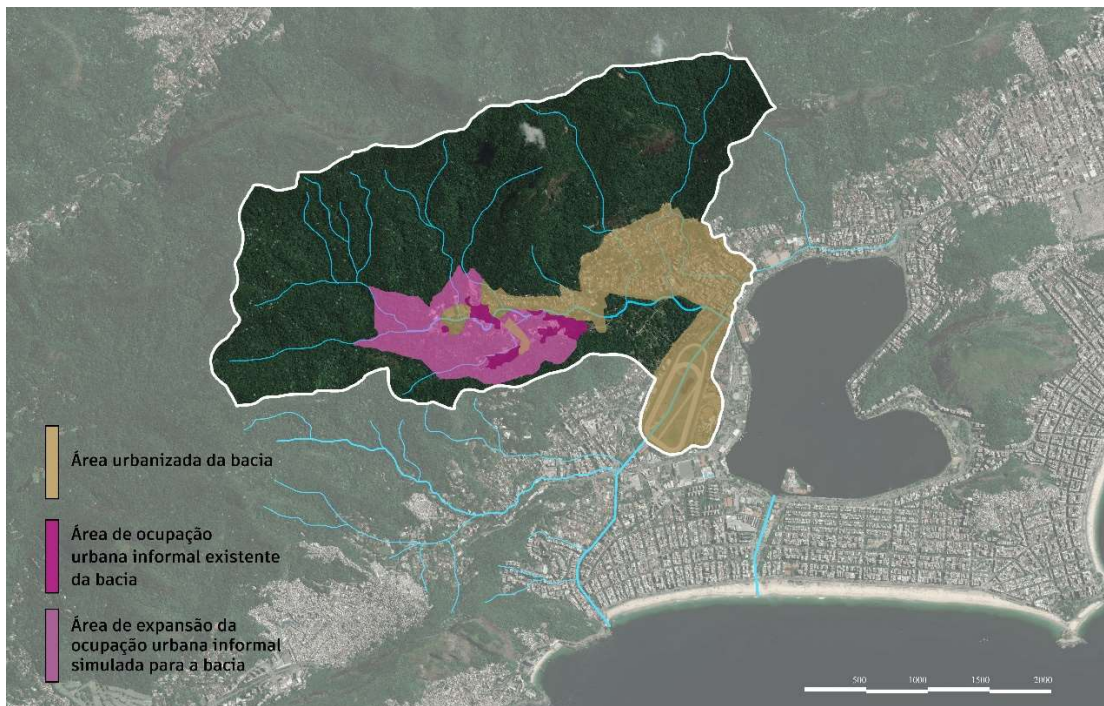 Área urbanizada da bacia
Área de ocupação
urbana informal existente
da bacia
Área de expansão da
ocupação urbana informal
simulada para a bacia
500 1000 1500 2000